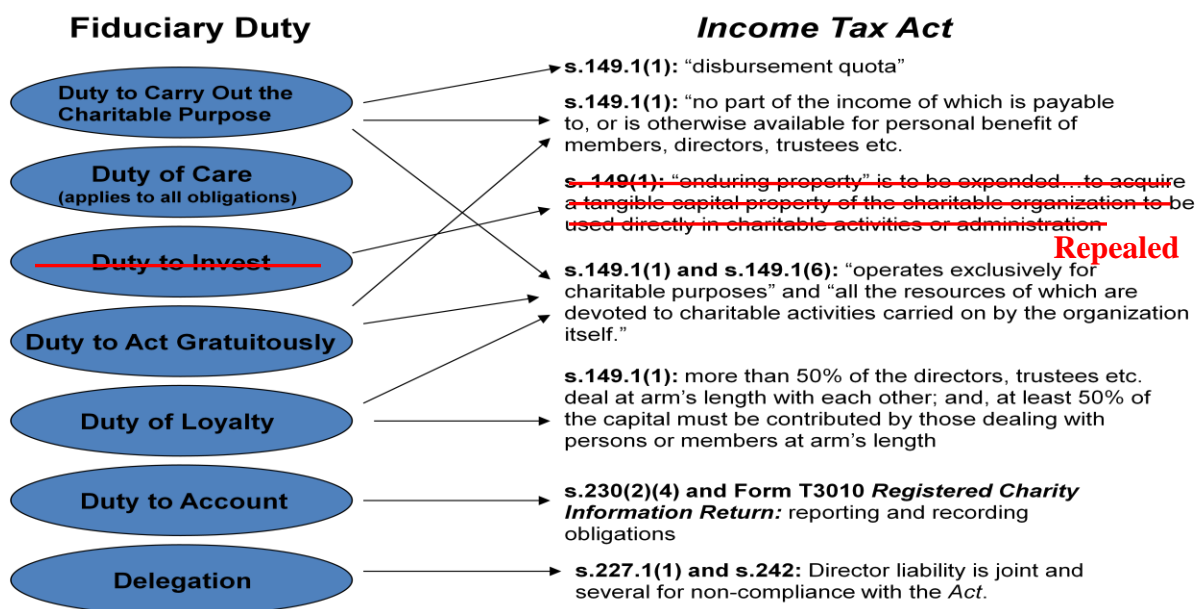 Fiduciary Duty
Income Tax Act
Duty to Carry Out the
Charitable Purpose
Duty of Care
(applies to all obligations)
Duty to Invest
Duty to Act Gratuitously
Duty of Loyalty
Duty to Account
Delegation
s.149.1(1): “disbursement quota”
s.149.1(1): “no part of the income of which is payable
to, or is otherwise available for personal benefit of
members, directors, trustees etc.
s. 149(1): “enduring property” is to be expended…to acquire
a tangible capital property of the charitable organization to be
used directly in charitable activities or administration
Repealed
s.149.1(1) and s.149.1(6): “operates exclusively for
charitable purposes” and “all the resources of which are
devoted to charitable activities carried on by the organization
itself.”
s.149.1(1): more than 50% of the directors, trustees etc.
deal at arm’s length with each other; and, at least 50% of
the capital must be contributed by those dealing with
persons or members at arm’s length
s.230(2)(4) and Form T3010 Registered Charity
Information Return: reporting and recording
obligations
s.227.1(1) and s.242: Director liability is joint and
several for non-compliance with the Act.